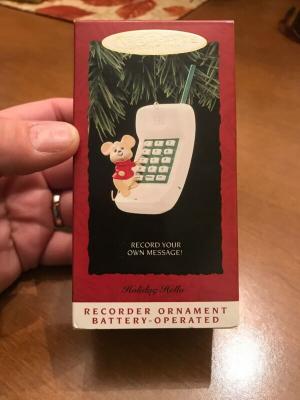 RECORD YOUR
OWN MESSAGE!
Holiday Hello
RECORDER ORNAMENT
BATTERY-OPERATED